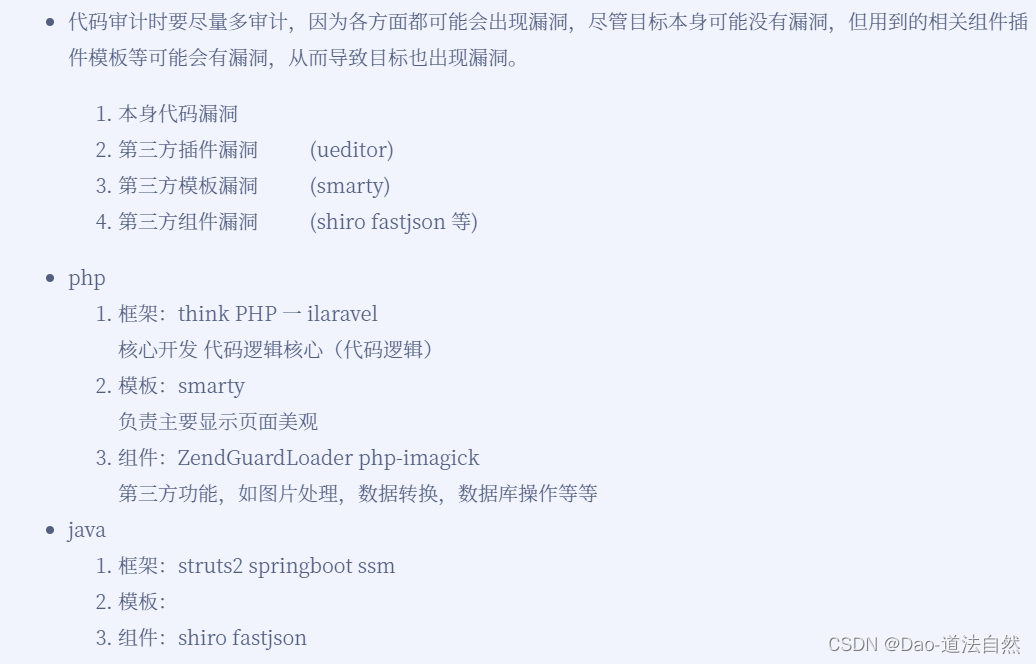 代码审计时要尽量多审计，因为各方面都可能会出现漏洞，尽管目标本身可能没有漏洞，但用到的相关组件插
件模板等可能会有漏洞，从而导致目标也出现漏洞。
1. 本身代码漏洞
2. 第三方插件漏洞 (ueditor)
3. 第三方模板漏洞 (smarty)
4. 第三方组件漏洞 (shiro fastjson 等)
php
1. 框架：think PHP 一 ilaravel
核心开发 代码逻辑核心（代码逻辑）
2. 模板：smarty
负责主要显示页面美观
3. 组件：ZendGuardLoader php-imagick
第三方功能，如图片处理，数据转换，数据库操作等等
java
1. 框架：struts2 springboot ssm
2. 模板：
3. 组件：shiro fastjson
CSDN @Dao-道法自然